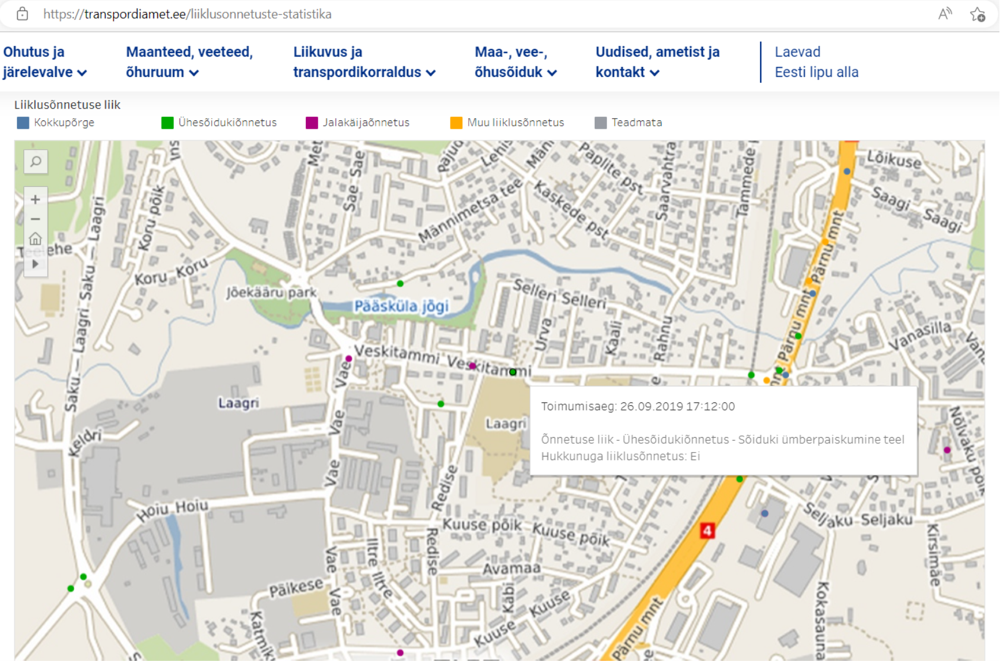 https://transpordiamet.ee/liiklusonnetuste-statistika
Ohutus ja järelevalve
Maanteed, veeteed, õhuruum
Liikuvus ja transpordikorraldus
Maa-, vee-, õhusõiduk
Uudised, ametist ja kontakt
Laevad Eesti lipu alla
Liiklusõnnetuse liik
Kokkupõrge
Ühesõidukiõnnetus
Jalakäijaõnnetus
Muu liiklusõnnetus
Teadmata
Ins
Met
Sae Sae
Pajud
Lehis
Männ
Paplite pst
Saarvahtra
Tammede
Lõikuse
Saagi Saagi
Saku — Laagri Saku — Laagri
Koru põik
Männimetsa tee
Kaskede pst
Pärnu mnt
Koru Koru
Jõekääru park
Pääsküla jõgi
Selleri Selleri
Urva
Kaali
Rahnu
Pärnu mnt
Vanasilla
Vana
Veskitammi Veskitammi
Vae
Laagri
Laagri
Toimumisaeg: 26.09.2019 17:12:00
Õnnetuse liik - Ühesõidukiõnnetus - Sõiduki ümberpaiskumine teel
Hukkunuga liiklusõnnetus: Ei
Nõlvaku põik
Keldri
Vae
Vae
Redise
Hoiu Hoiu
Kuuse põik Kuuse põik
4
Seljaku Seljaku
Kirsimäe
Redise
Iltre Iltre
Vae
Avamaa
Päikese
Vae
Kabi
Kuuse
Kuuse
Katmik
Pärnu mnt
Kokasauna